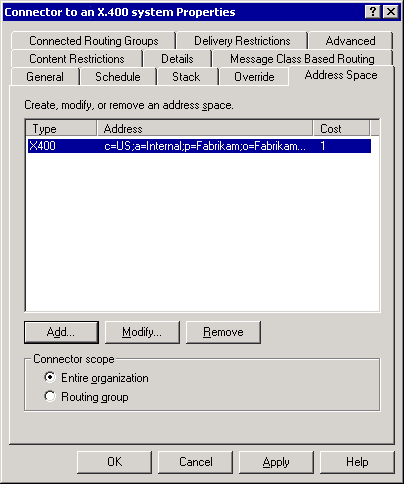 Connector to an X.400 system Properties
Connected Routing Groups Delivery Restrictions Advanced
Content Restrictions Details Message Class Based Routing
General Schedule Stack Override Address Space
Create, modify, or remove an address space.
Type Address Cost
X400 c=US;a=Internal;p=Fabrikam;o=Fabrikam... 1
Add... Modify... Remove
Connector scope
Entire organization
Routing group
OK Cancel Apply Help